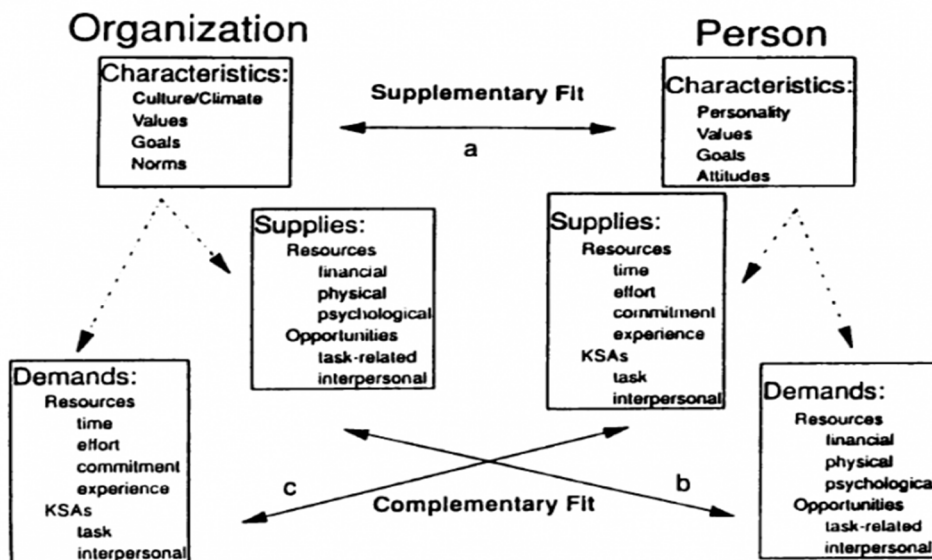 Organization
Characteristics:
Culture/Climate
Values
Goals
Norms
Supplementary Fit
a
Person
Characteristics:
Personality
Values
Goals
Attitudes
Supplies:
Resources
financial
physical
psychological
Opportunities
task-related
interpersonal
Supplies:
Resources
time
effort
commitment
experience
KSAs
task
interpersonal
Demands:
Resources
time
effort
commitment
experience
KSAs
task
interpersonal
c
Complementary Fit
b
Demands:
Resources
financial
physical
psychological
Opportunities
task-related
interpersonal